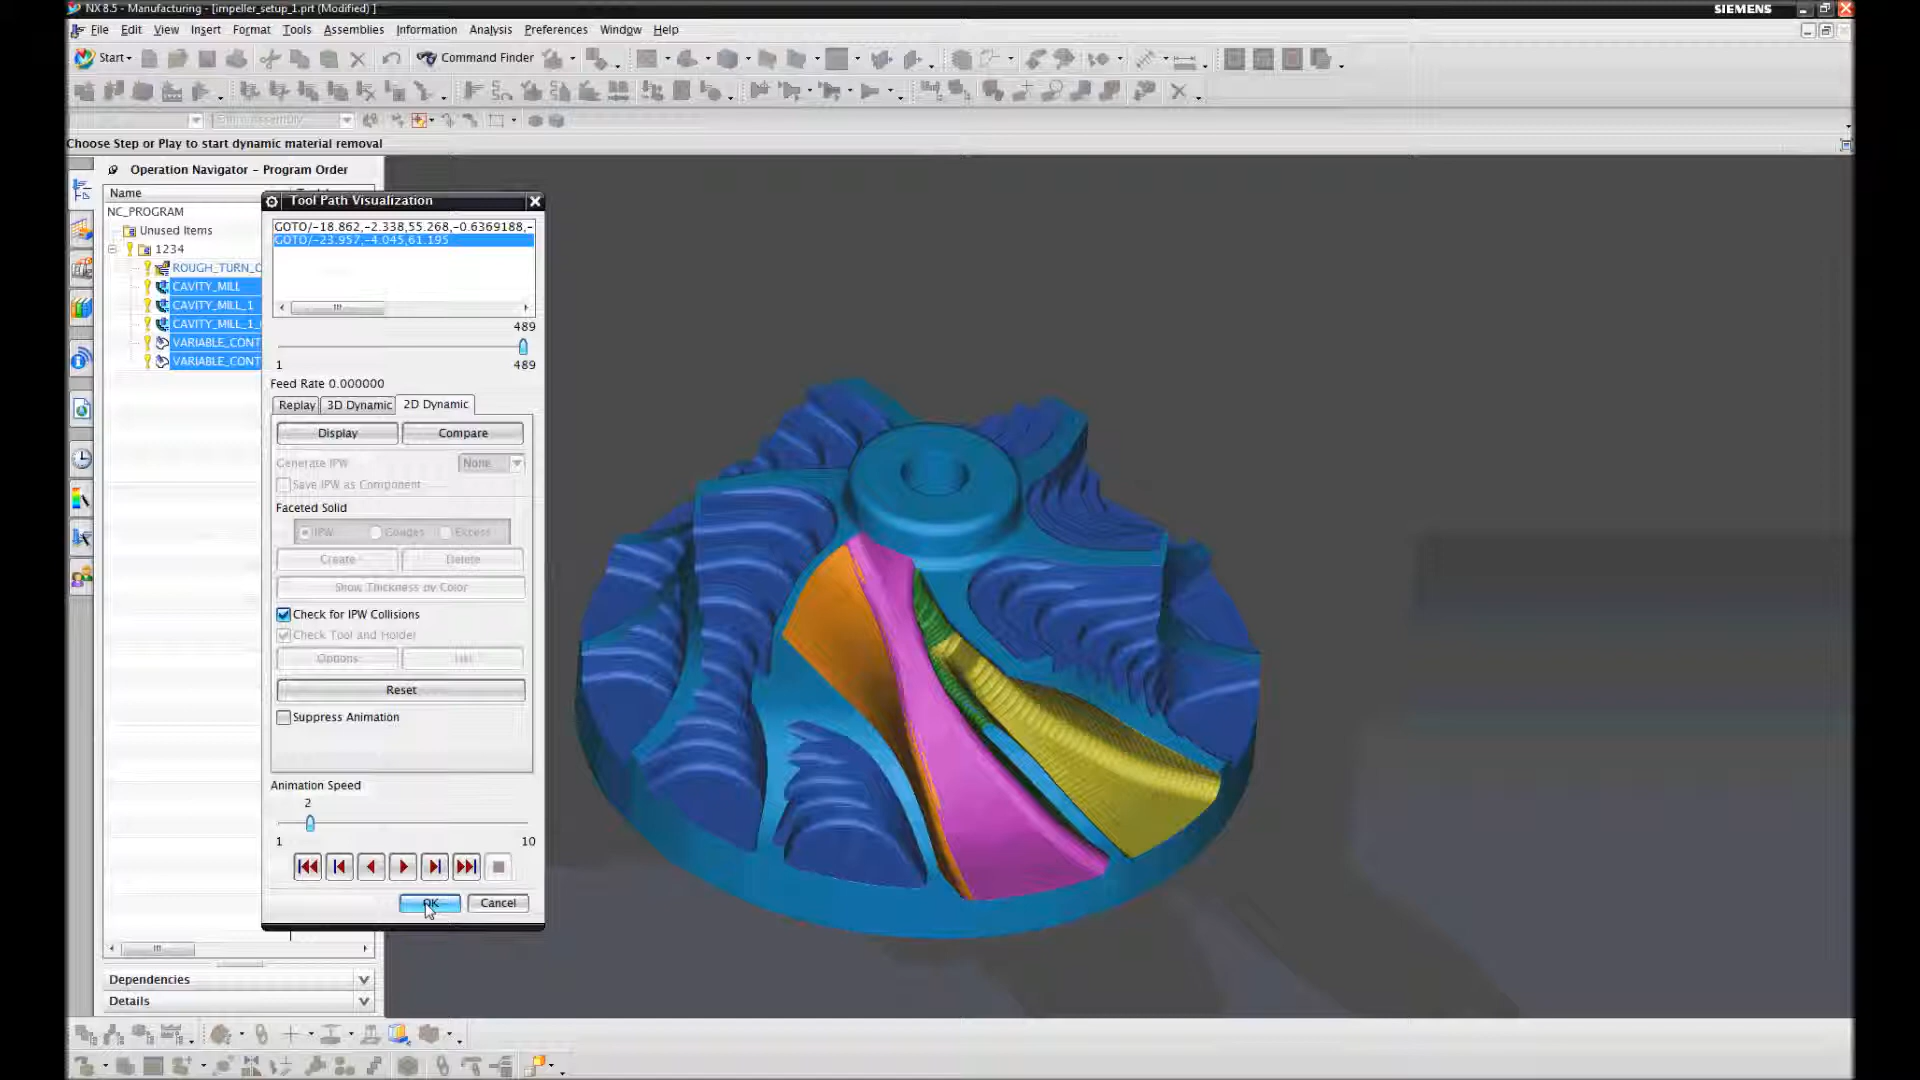 NX 8.5 - Manufacturing - [impeller_setup_1.prt (Modified) ]
SIEMENS
File Edit View Insert Format Tools Assemblies Information Analysis Preferences Window Help
Start
Command Finder
Entire Assembly
Choose Step or Play to start dynamic material removal
Operation Navigator - Program Order
Name
NC_PROGRAM
Unused Items
1234
ROUGH_TURN_O
CAVITY_MILL
CAVITY_MILL_1
CAVITY_MILL_1_
VARIABLE_CONT
VARIABLE_CONT
Tool Path Visualization
GOTO/-18.862,-2.338,55.268,-0.6369188,-
GOTO/-23.957,-4.045,61.195
489
1
489
Feed Rate 0.000000
Replay 3D Dynamic 2D Dynamic
Display Compare
Generate IPW None
Save IPW as Component
Faceted Solid
IPW Gouges Excess
Create Delete
Show Thickness by Color
Check for IPW Collisions
Check Tool and Holder
Options List
Reset
Suppress Animation
Animation Speed
2
1 10
OK Cancel
Dependencies
Details